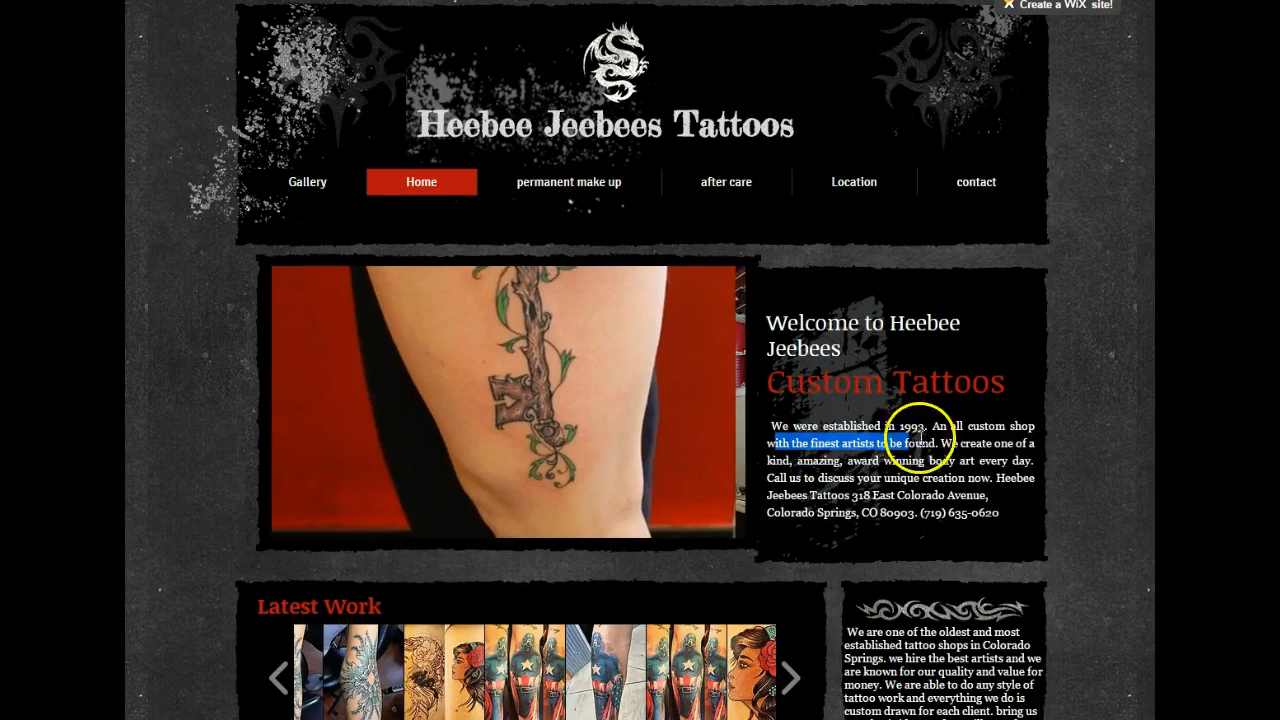 Create a WiX site!
Heebee Jeebees Tattoos
Gallery
Home
permanent make up
after care
Location
contact
Welcome to Heebee
Jeebees
Custom Tattoos
We were established in 1993. An all custom shop
with the finest artists to be found. We create one of a
kind, amazing, award winning body art every day.
Call us to discuss your unique creation now. Heebee
Jeebees Tattoos 318 East Colorado Avenue,
Colorado Springs, CO 80903. (719) 635-0620
Latest Work
We are one of the oldest and most
established tattoo shops in Colorado
Springs. we hire the best artists and we
are known for our quality and value for
money. We are able to do any style of
tattoo work and everything we do is
custom drawn for each client. bring us